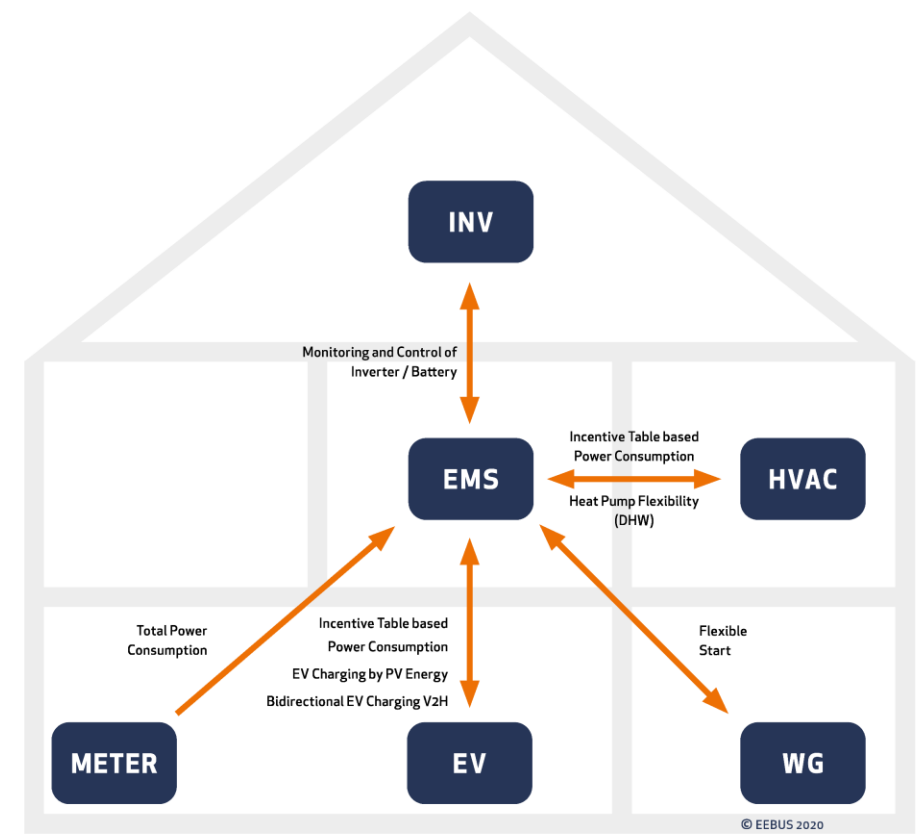 INV
Monitoring and Control of
Inverter / Battery
EMS
Incentive Table based
Power Consumption
Heat Pump Flexibility
(DHW)
HVAC
Total Power
Consumption
Incentive Table based
Power Consumption
EV Charging by PV Energy
Bidirectional EV Charging V2H
Flexible
Start
METER
EV
WG
© EEBUS 2020